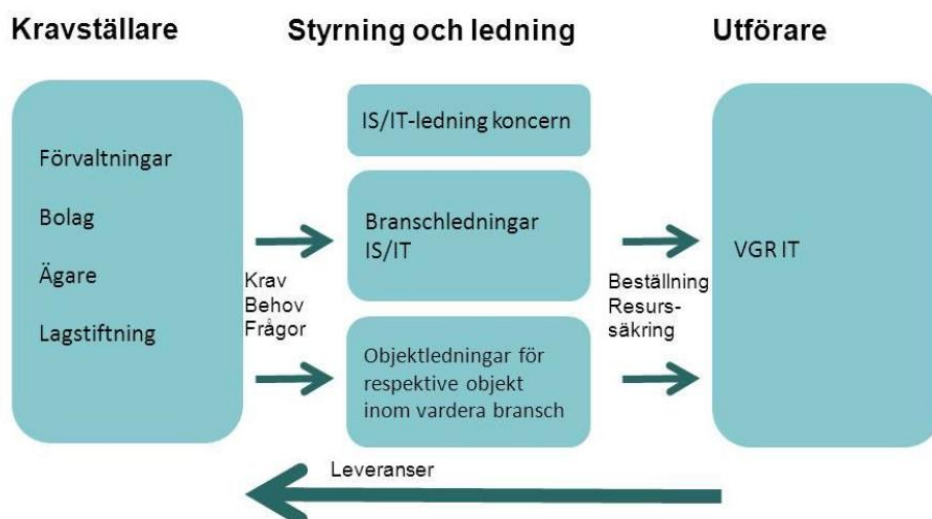 Kravställare
Styrning och ledning
Utförare
Förvaltningar
Bolag
Ägare
Lagstiftning
Krav
Behov
Frågor
IS/IT-ledning koncern
Branschledningar
IS/IT
Objektledningar för
respektive objekt
inom vardera bransch
Beställning
Resurs-
säkring
VGR IT
Leveranser